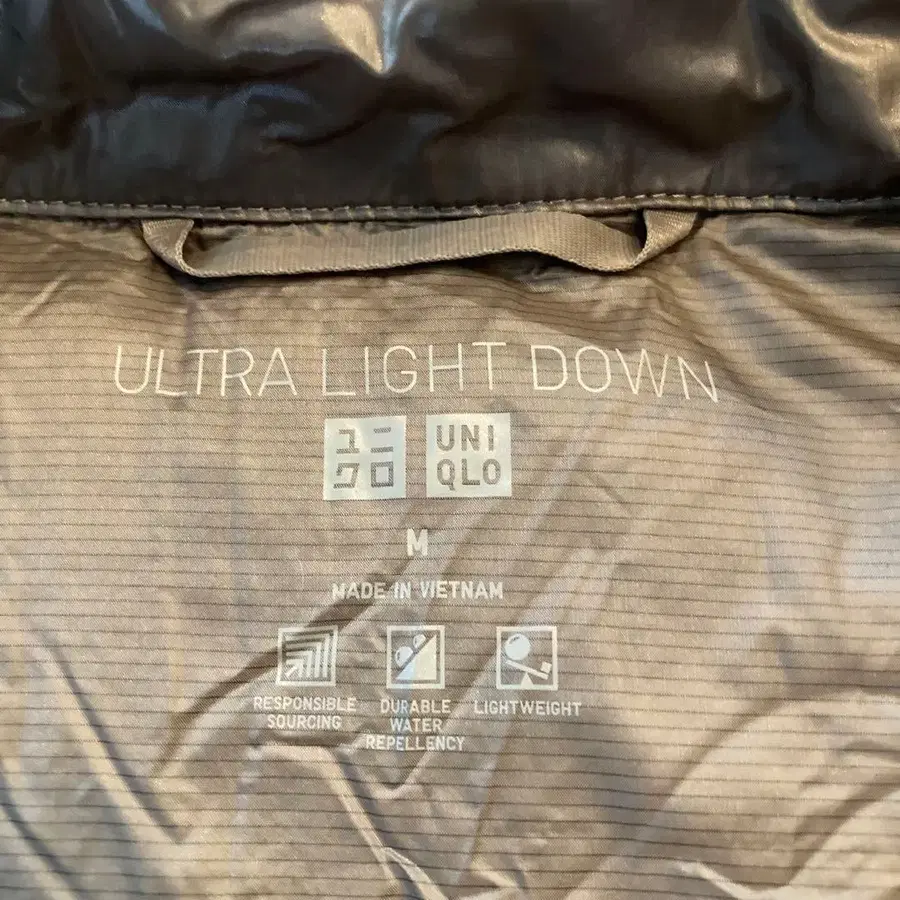 ULTRA LIGHT DOWN
ユニ UNI
クロ QLO
M
MADE IN VIETNAM
RESPONSIBLE DURABLE LIGHTWEIGHT
SOURCING WATER
REPELLENCY